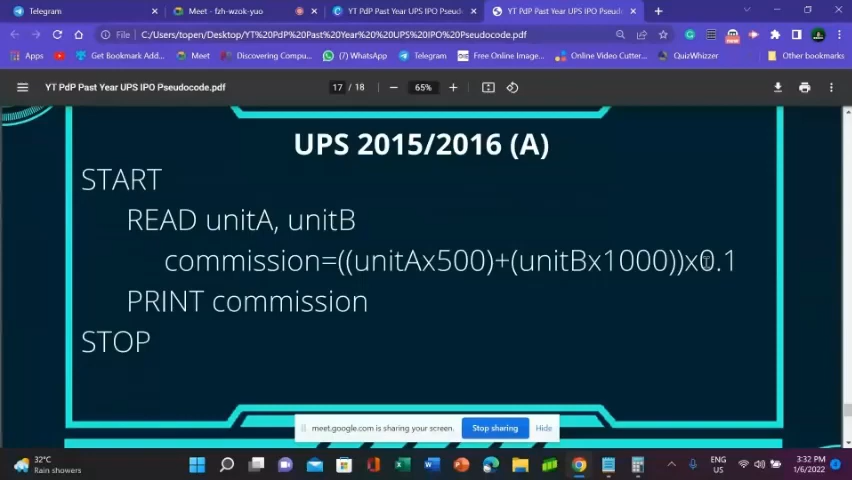 Telegram
Meet - fzh-wzok-yuo
YT PdP Past Year UPS IPO Pseudo
YT PdP Past Year UPS IPO Pseudo
File
C:/Users/topen/Desktop/YT%20PdP%20Past%20Year%20%20UPS%20IPO%20Pseudocode.pdf
Apps
Get Bookmark Add...
Meet
Discovering Compu...
(7) WhatsApp
Telegram
Free Online Image...
Online Video Cutter...
QuizWhizzer
Other bookmarks
YT PdP Past Year UPS IPO Pseudocode.pdf
17 / 18
65%
UPS 2015/2016 (A)
START
READ unitA, unitB
commission=((unitAx500)+(unitBx1000))x0.1
PRINT commission
STOP
meet.google.com is sharing your screen.
Stop sharing
Hide
32°C
Rain showers
ENG
US
3:32 PM
1/6/2022